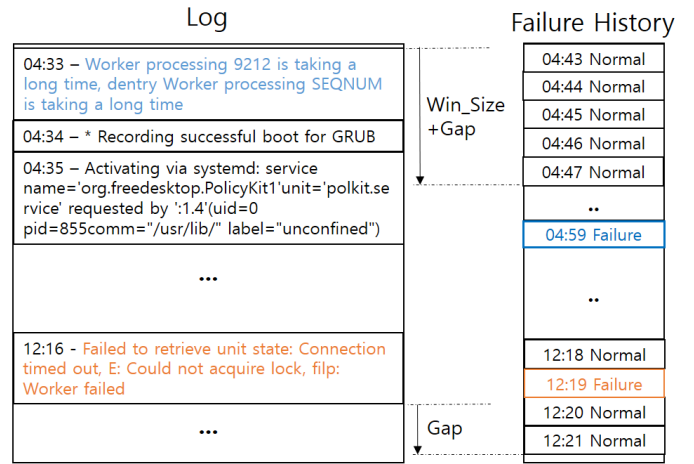 Log
04:33 – Worker processing 9212 is taking a
long time, dentry Worker processing SEQNUM
is taking a long time
04:34 – * Recording successful boot for GRUB
04:35 – Activating via systemd: service
name='org.freedesktop.PolicyKit1'unit='polkit.se
rvice' requested by ':1.4'(uid=0
pid=855comm="/usr/lib/" label="unconfined")
...
12:16 - Failed to retrieve unit state: Connection
timed out, E: Could not acquire lock, filp:
Worker failed
...
Win_Size
+Gap
Gap
Failure History
04:43 Normal
04:44 Normal
04:45 Normal
04:46 Normal
04:47 Normal
..
04:59 Failure
..
12:18 Normal
12:19 Failure
12:20 Normal
12:21 Normal